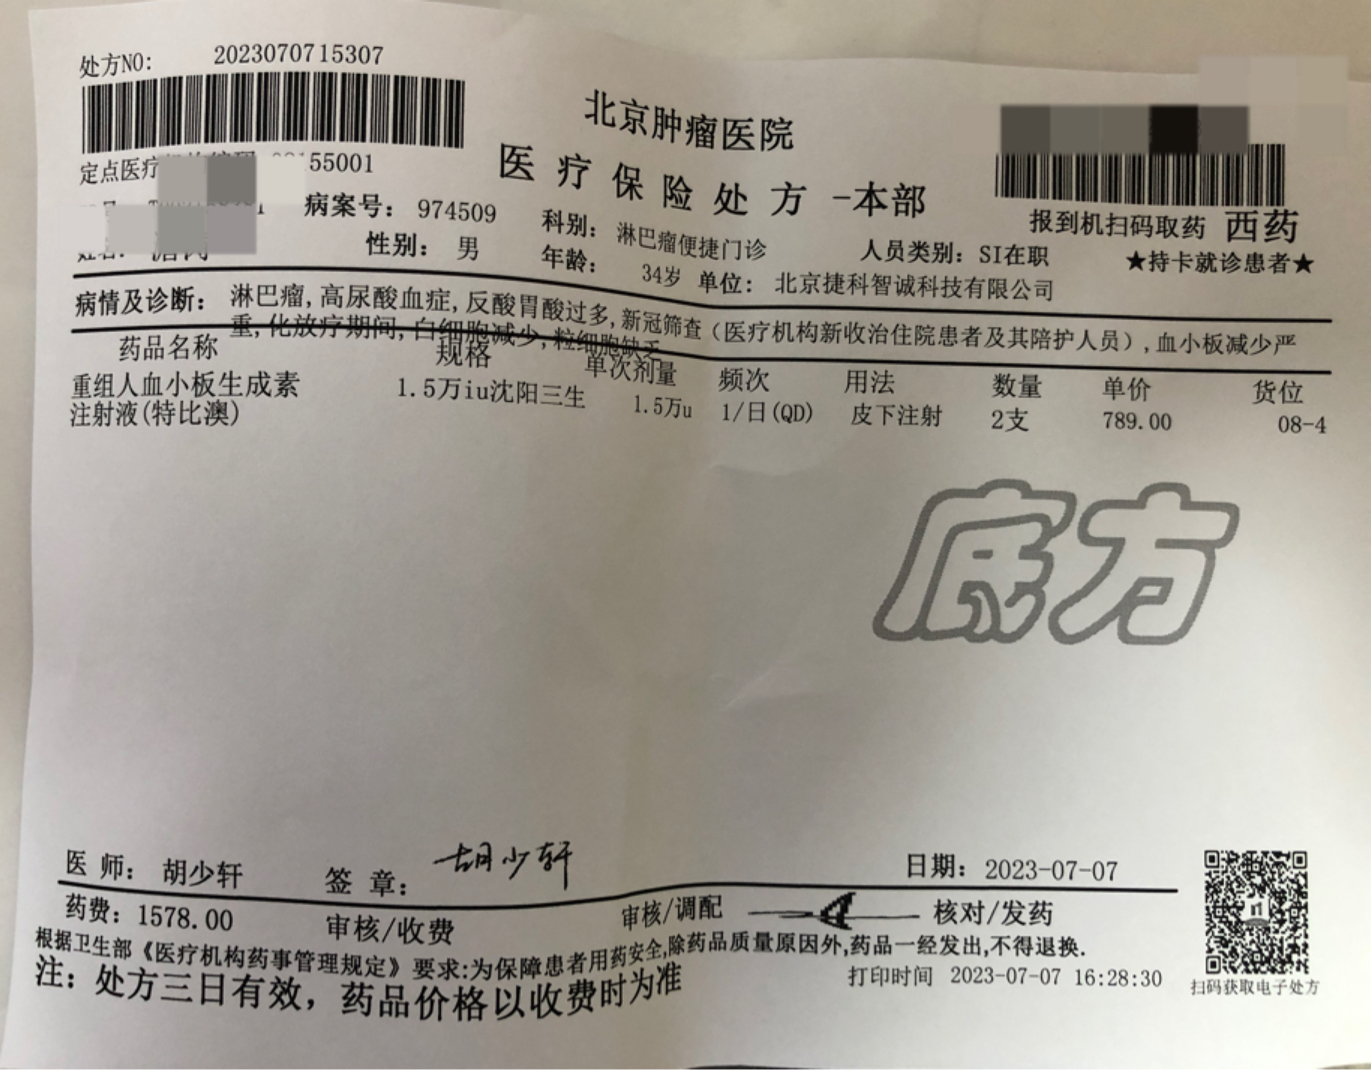 处方NO: 2023070715307
北京肿瘤医院
医疗保险处方-本部
定点医疗 155001
病案号: 974509
科别: 淋巴瘤便捷门诊
报到机扫码取药 西药
性别: 男
年龄: 34岁 单位: 北京捷科智诚科技有限公司
人员类别: SI在职
★持卡就诊患者★
病情及诊断: 淋巴瘤,高尿酸血症,反酸胃酸过多,新冠筛查(医疗机构新收治住院患者及其陪护人员),血小板减少严
重,化放疗期间,白细胞减少,粒细胞缺乏
药品名称 规格 单次剂量 频次 用法 数量 单价 货位
重组人血小板生成素 1.5万iu沈阳三生 1.5万u 1/日(QD) 皮下注射 2支 789.00 08-4
注射液(特比澳)
底方
医 师: 胡少轩 签 章: 胡少轩 日期: 2023-07-07
药费: 1578.00 审核/收费 审核/调配 核对/发药
根据卫生部《医疗机构药事管理规定》要求:为保障患者用药安全,除药品质量原因外,药品一经发出,不得退换.
注: 处方三日有效, 药品价格以收费时为准
打印时间 2023-07-07 16:28:30
扫码获取电子处方